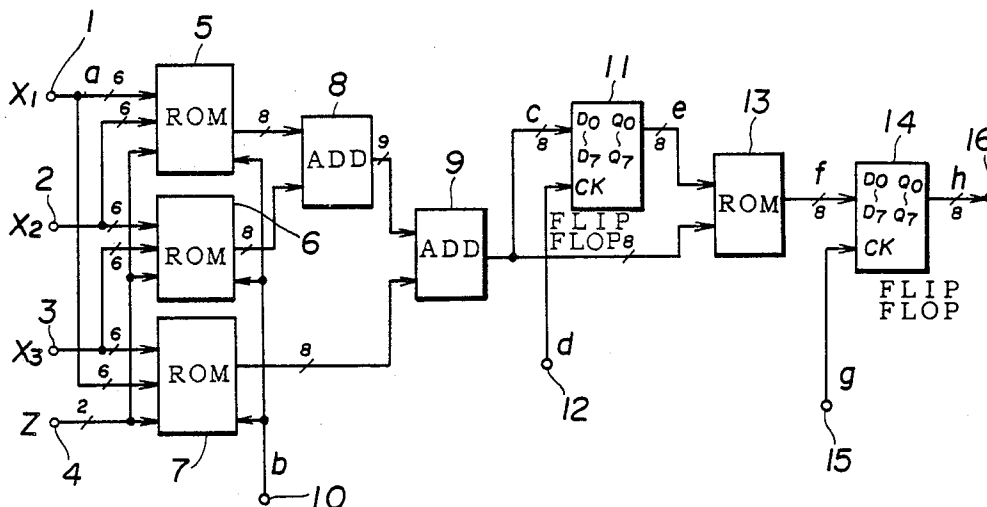 1
5
11
X1
a
6
ROM
8
8
ADD
9
c
8
D0 Q0
D7 Q7
CK
e
8
13
14
16
6
2
X2
6
ROM
8
6
6
9
ADD
FLIP
FLOP
8
ROM
f
8
D0 Q0
D7 Q7
CK
h
8
FLIP
FLOP
3
X3
6
6
ROM
8
d
12
g
15
Z
2
4
7
b
10